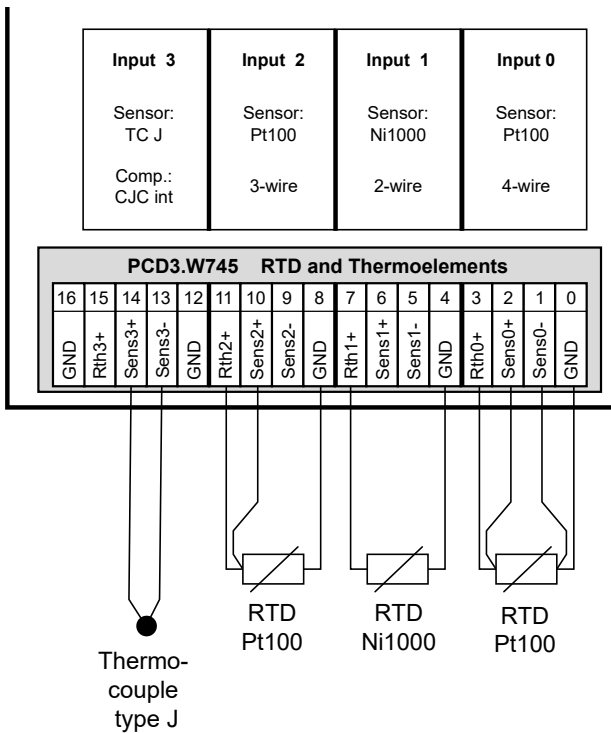 Input 3 Input 2 Input 1 Input 0
Sensor: Sensor: Sensor: Sensor:
TC J Pt100 Ni1000 Pt100
Comp.: 3-wire 2-wire 4-wire
CJC int
PCD3.W745 RTD and Thermoelements
16 15 14 13 12 11 10 9 8 7 6 5 4 3 2 1 0
GND Rth3+ Sens3+ Sens3- GND Rth2+ Sens2+ Sens2- GND Rth1+ Sens1+ Sens1- GND Rth0+ Sens0+ Sens0- GND
RTD RTD RTD
Pt100 Ni1000 Pt100
Thermo-
couple
type J